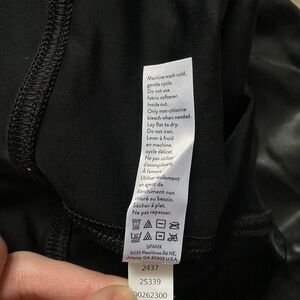 Machine wash cold,
gentle cycle.
Do not use
fabric softener.
Inside out.
Only non-chlorine
bleach when needed.
Lay flat to dry.
Do not iron.
Laver à froid
en machine,
cycle délicat.
Ne pas utiliser
d'assouplissant.
À l'envers.
Utiliser seulement
un agent de
blanchiment non
chloré au besoin.
Sécher à plat.
Ne pas repasser.
SPANX
3035 Peachtree Rd.NE,
Atlanta, GA 30305 U.S.A.
2437
25339
00262300